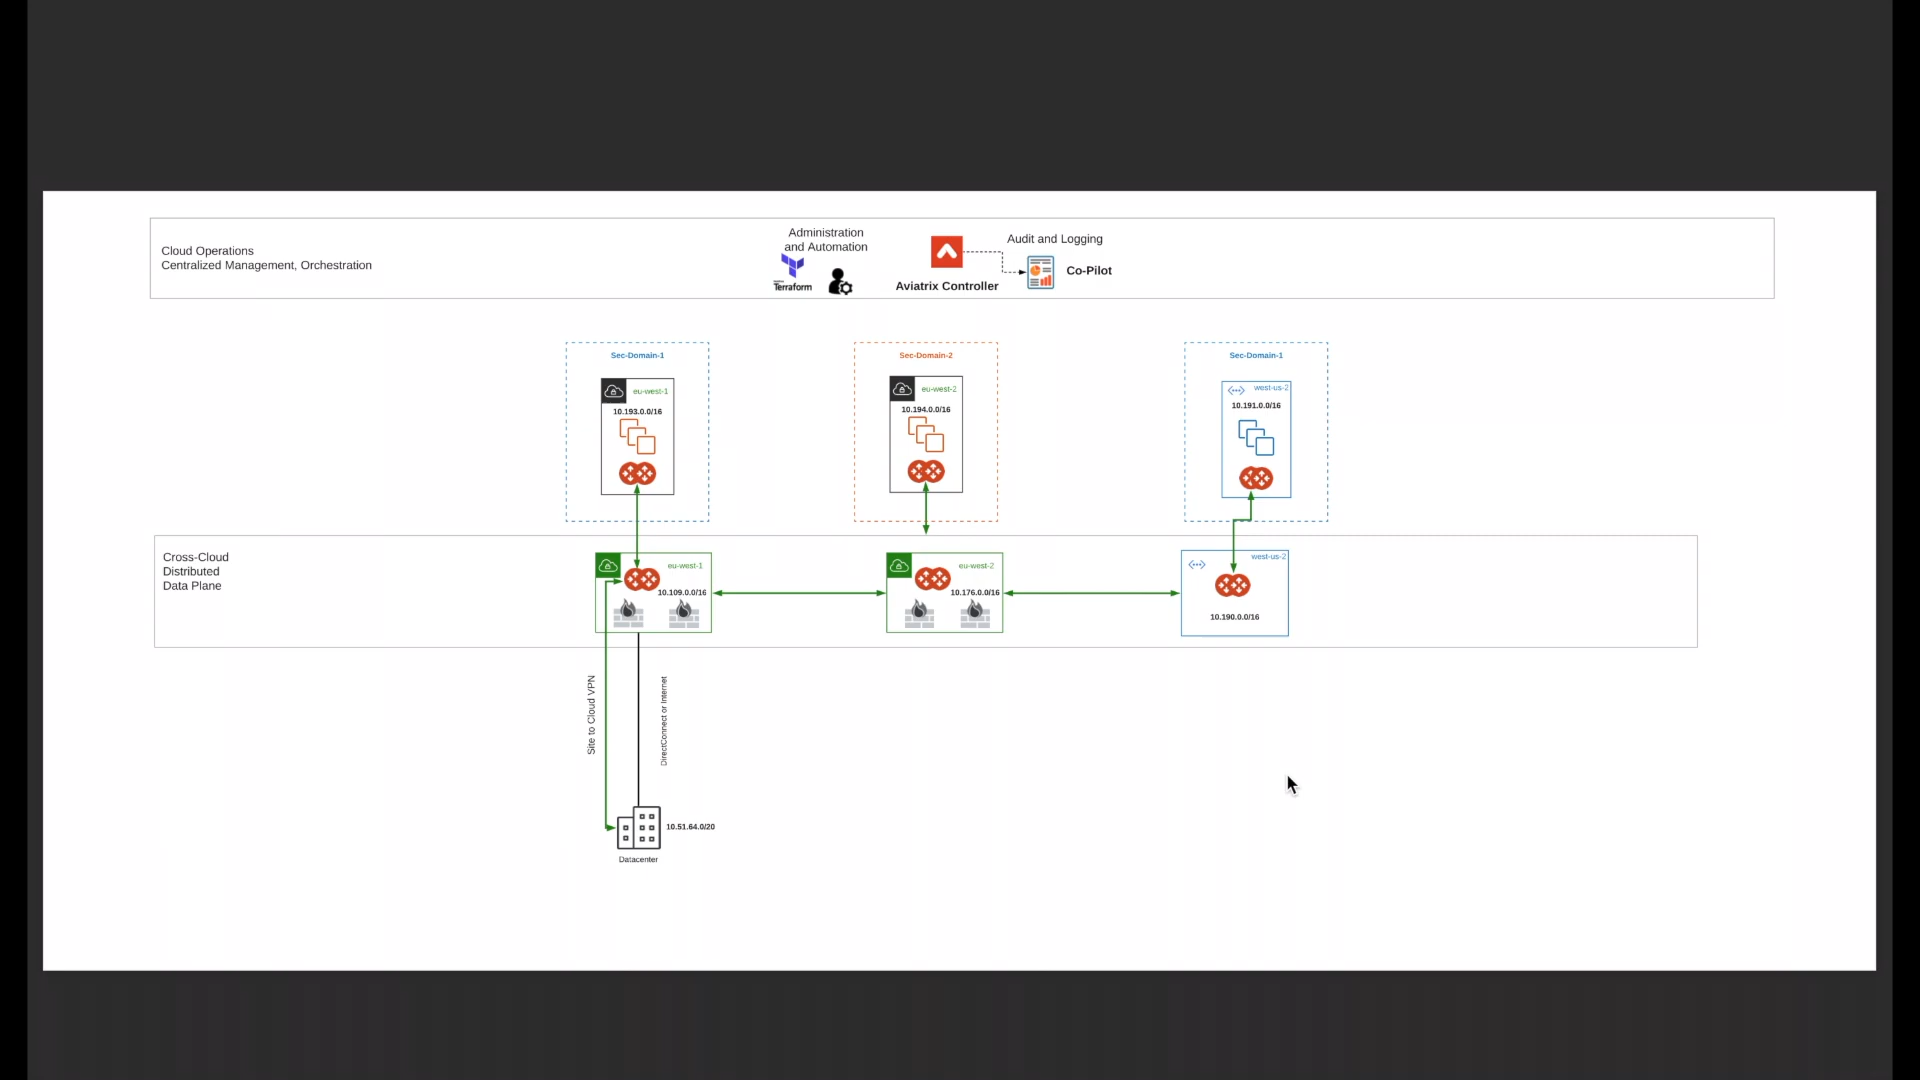 Cloud Operations
Centralized Management, Orchestration
Administration
and Automation
Terraform
Aviatrix Controller
Audit and Logging
Co-Pilot
Sec-Domain-1
eu-west-1
10.193.0.0/16
Sec-Domain-2
eu-west-2
10.194.0.0/16
Sec-Domain-1
west-us-2
10.191.0.0/16
Cross-Cloud
Distributed
Data Plane
eu-west-1
10.109.0.0/16
eu-west-2
10.176.0.0/16
west-us-2
10.190.0.0/16
Site to Cloud VPN
DirectConnect or Internet
10.51.64.0/20
Datacenter